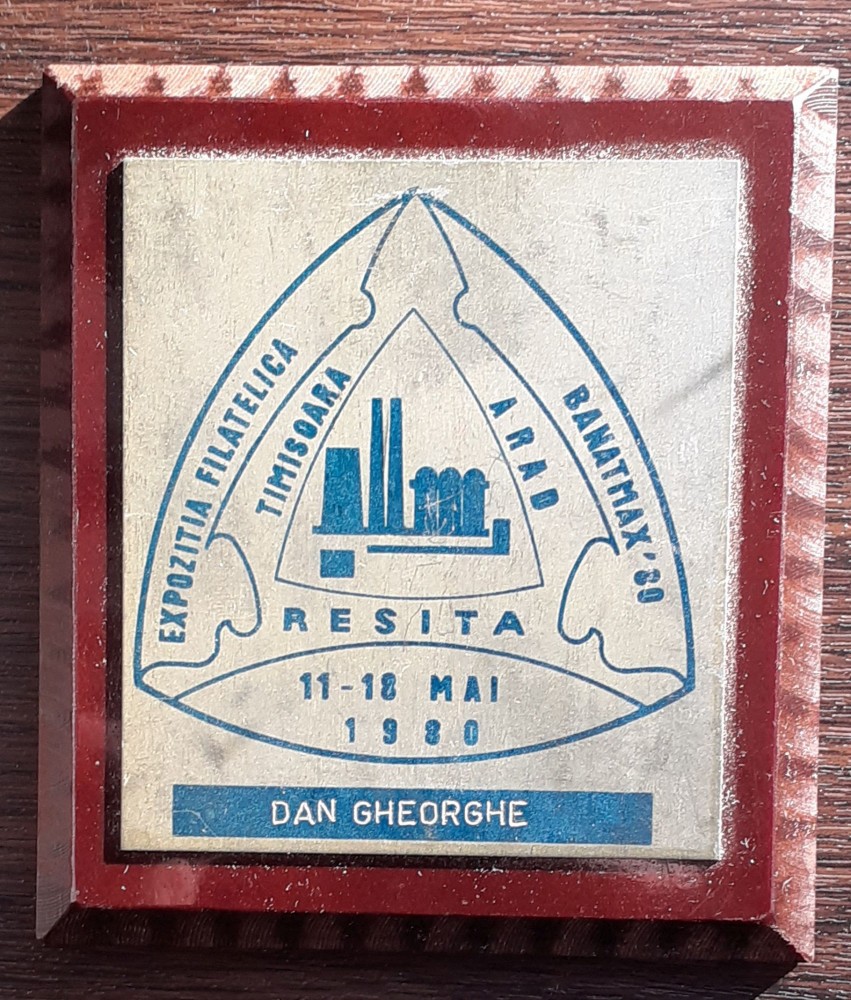 EXPOZITIA FILATELICA
BANATMAX '80
TIMISOARA
ARAD
RESITA
11-18 MAI
1980
DAN GHEORGHE